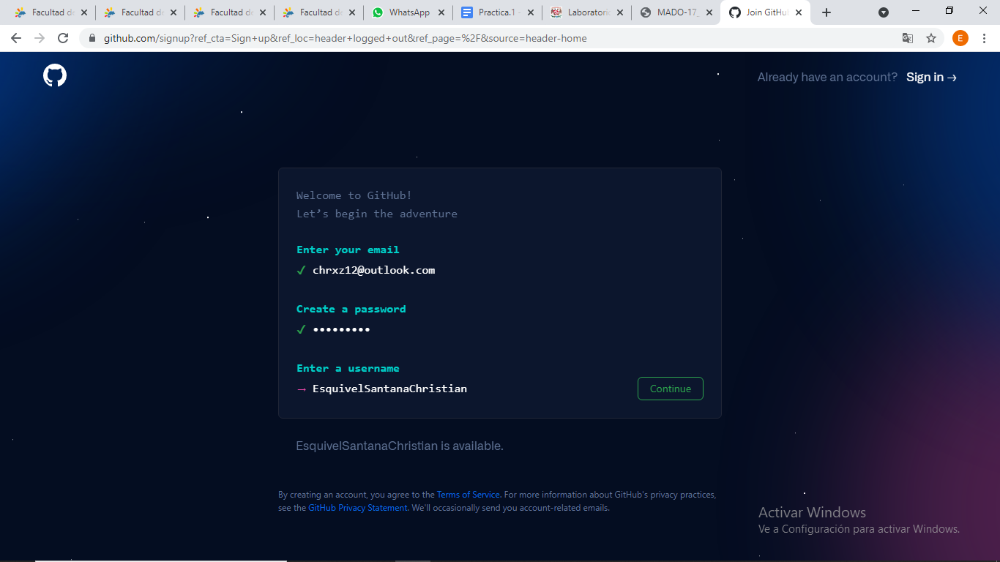 Facultad de
Facultad de
Facultad de
Facultad de
WhatsApp
Practica.1 -
Laboratorio
MADO-17_
Join GitHub
github.com/signup?ref_cta=Sign+up&ref_loc=header+logged+out&ref_page=%2F&source=header-home
E
Already have an account? Sign in →
Welcome to GitHub!
Let's begin the adventure
Enter your email
✓ chrxz12@outlook.com
Create a password
✓ •••••••••
Enter a username
→ EsquivelSantanaChristian
Continue
EsquivelSantanaChristian is available.
By creating an account, you agree to the Terms of Service. For more information about GitHub's privacy practices,
see the GitHub Privacy Statement. We'll occasionally send you account-related emails.
Activar Windows
Ve a Configuración para activar Windows.